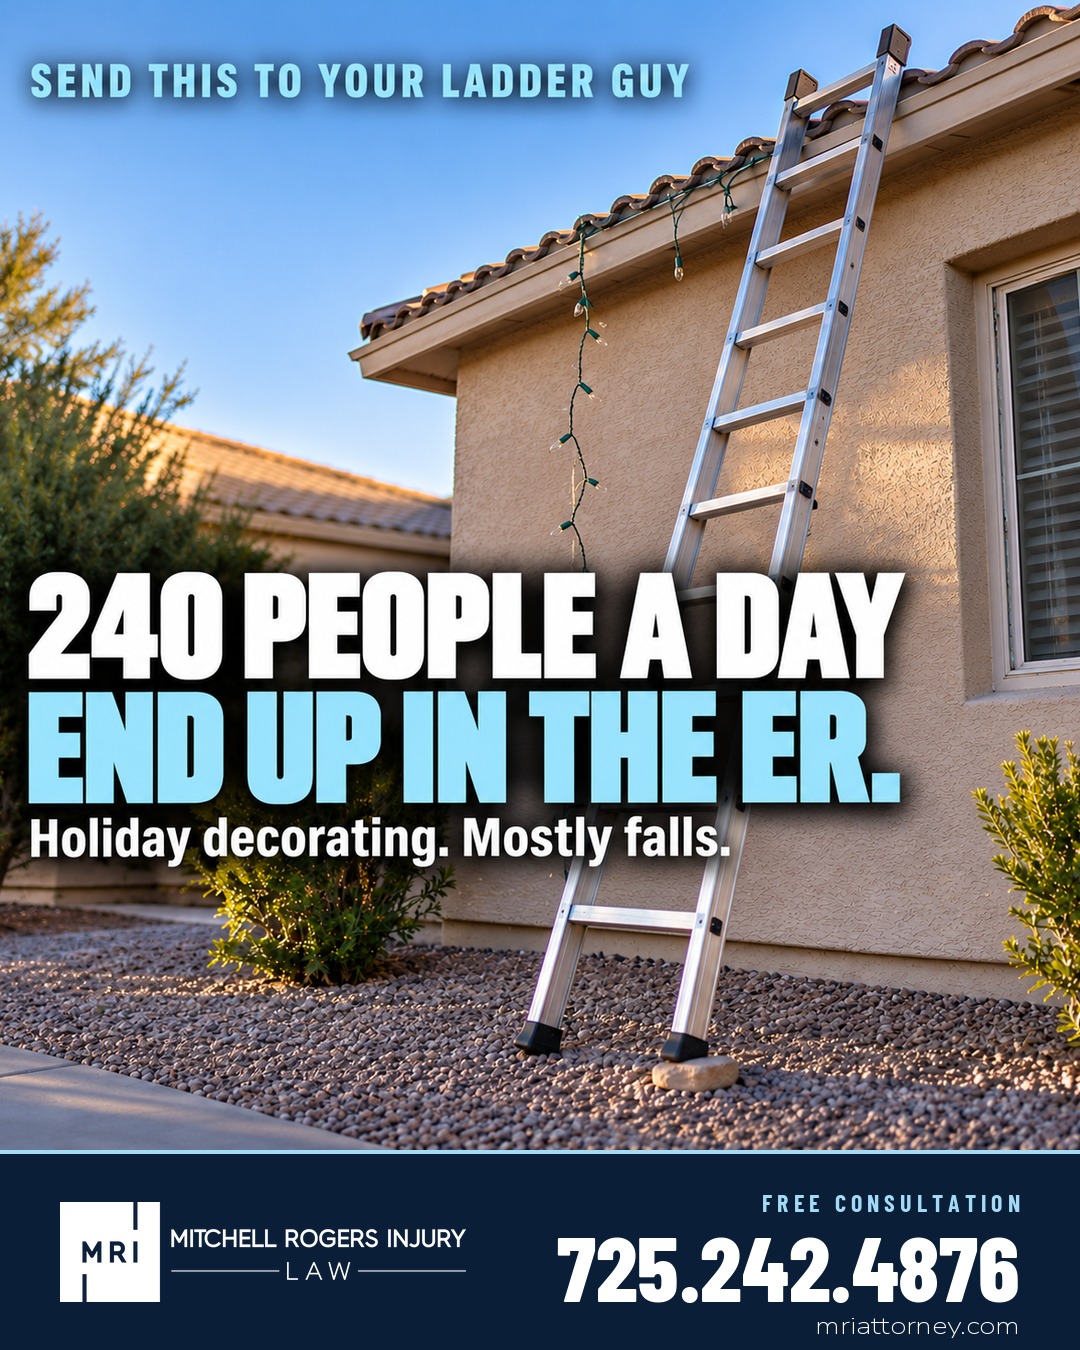 SEND THIS TO YOUR LADDER GUY
240 PEOPLE A DAY
END UP IN THE ER.
Holiday decorating. Mostly falls.
MRI
MITCHELL ROGERS INJURY
LAW
FREE CONSULTATION
725.242.4876
mriattorney.com